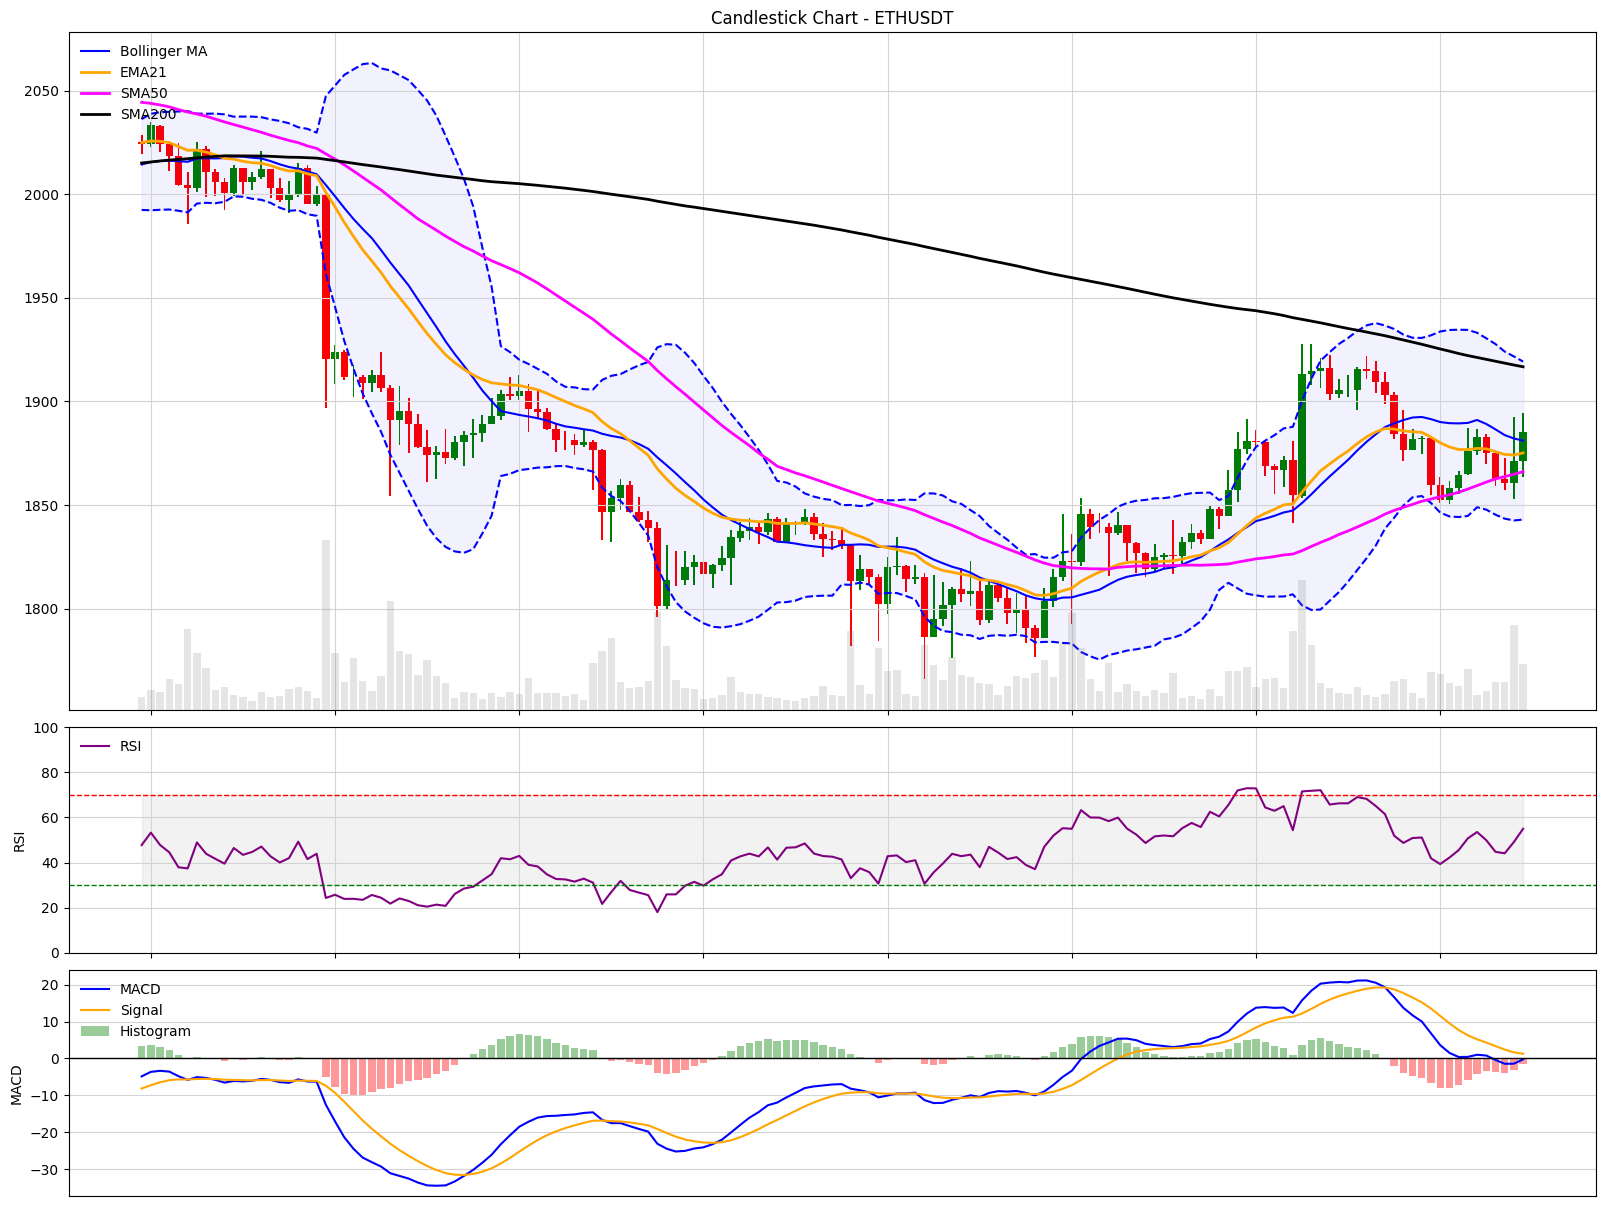 Candlestick Chart - ETHUSDT
Bollinger MA
EMA21
SMA50
SMA200
2050
2000
1950
1900
1850
1800
RSI
100
80
60
40
20
0
RSI
MACD
Signal
Histogram
20
10
0
−10
−20
−30
MACD